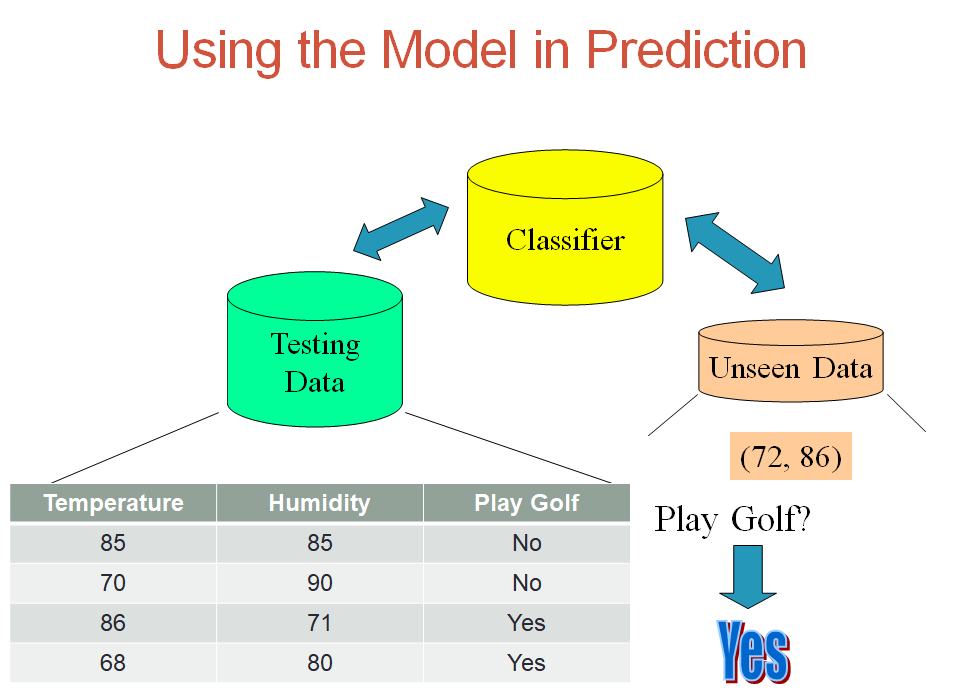 Using the Model in Prediction
Classifier
Testing
Data
Unseen Data
(72, 86)
Play Golf?
Yes
Temperature Humidity Play Golf
85 85 No
70 90 No
86 71 Yes
68 80 Yes